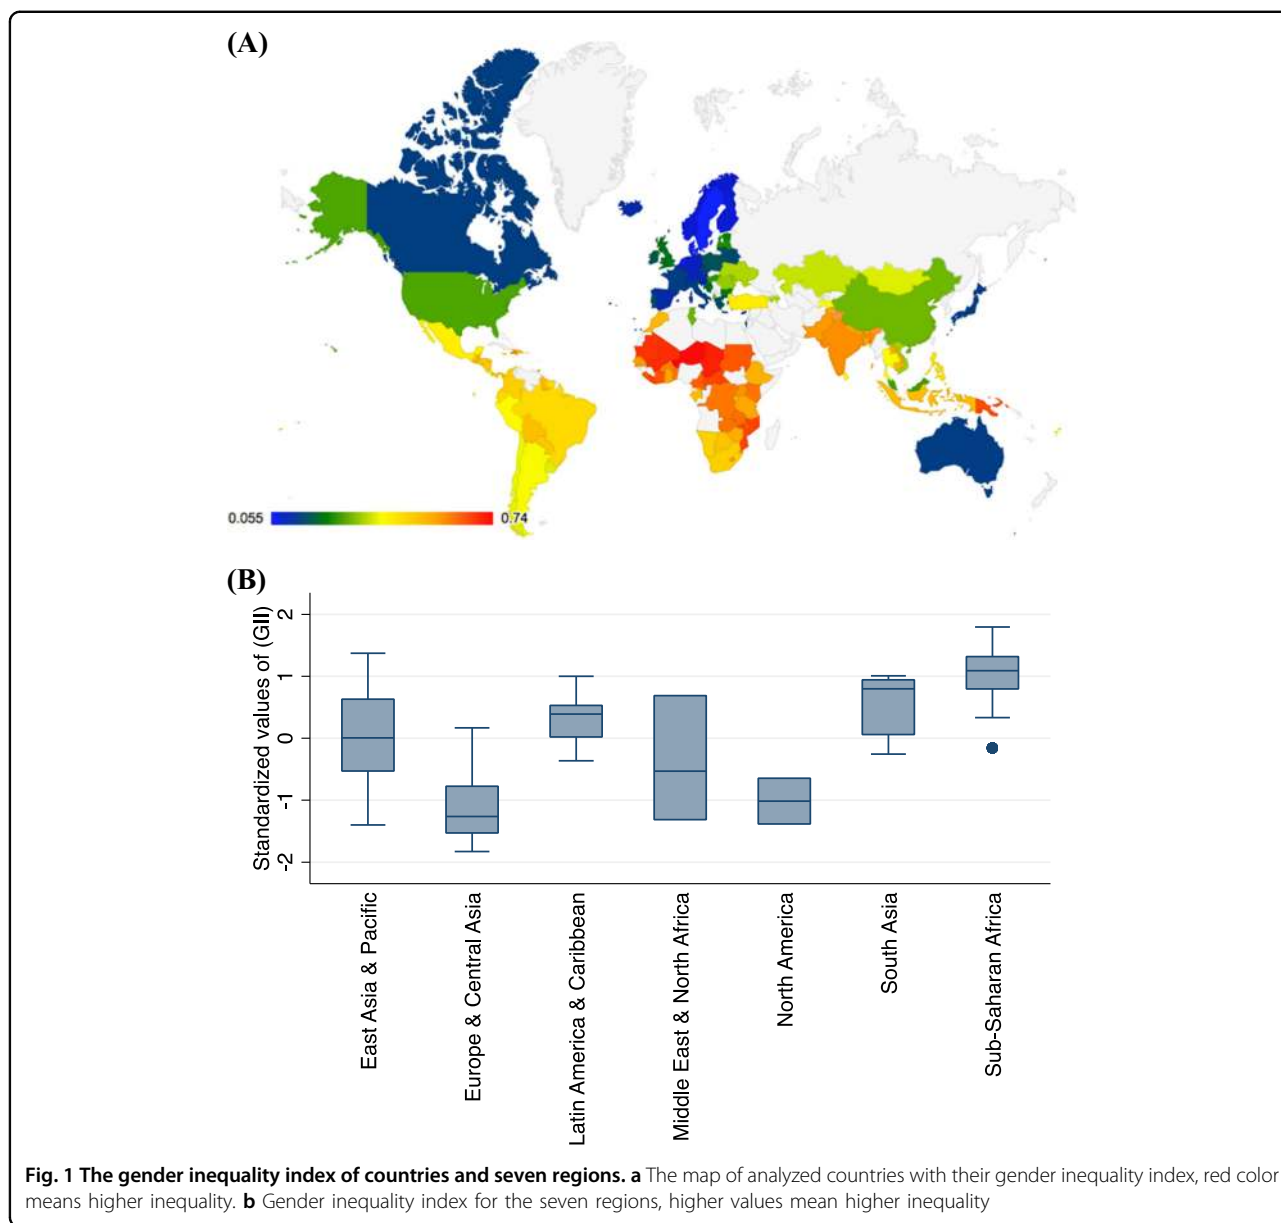 (A)
0.055 0.74
(B)
Standardized values of (GII)
2
1
0
-1
-2
East Asia & Pacific
Europe & Central Asia
Latin America & Caribbean
Middle East & North Africa
North America
South Asia
Sub-Saharan Africa
Fig. 1 The gender inequality index of countries and seven regions. a The map of analyzed countries with their gender inequality index, red color
means higher inequality. b Gender inequality index for the seven regions, higher values mean higher inequality